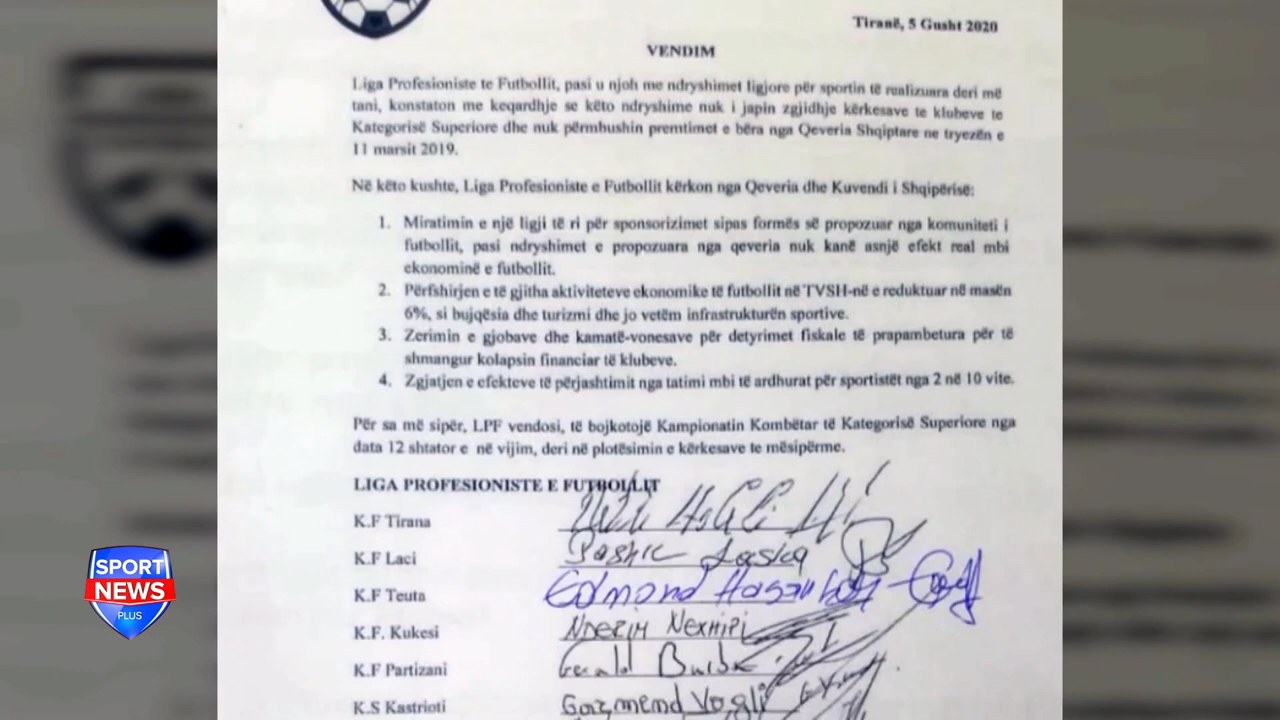 Tiranë, 5 Gusht 2020
VENDIM
Liga Profesioniste te Futbollit, pasi u njoh me ndryshimet ligjore për sportin të realizuara deri më
tani, konstaton me keqardhje se këto ndryshime nuk i japin zgjidhje kërkesave te klubeve te
Kategorisë Superiore dhe nuk përmbushin premtimet e bëra nga Qeveria Shqiptare ne tryezën e
11 marsit 2019.
Në këto kushte, Liga Profesioniste e Futbollit kërkon nga Qeveria dhe Kuvendi i Shqipërisë:
1. Miratimin e një ligji të ri për sponsorizimet sipas formës së propozuar nga komuniteti i
futbollit, pasi ndryshimet e propozuara nga qeveria nuk kanë asnjë efekt real mbi
ekonominë e futbollit.
2. Përfshirjen e të gjitha aktiviteteve ekonomike të futbollit në TVSH-në e reduktuar në masën
6%, si bujqësia dhe turizmi dhe jo vetëm infrastrukturën sportive.
3. Zerimin e gjobave dhe kamatë-vonesave për detyrimet fiskale të prapambetura për të
shmangur kolapsin financiar të klubeve.
4. Zgjatjen e efekteve të përjashtimit nga tatimi mbi të ardhurat për sportistët nga 2 në 10 vite.
Për sa më sipër, LPF vendosi, të bojkotojë Kampionatin Kombëtar të Kategorisë Superiore nga
data 12 shtator e në vijim, deri në plotësimin e kërkesave te mësipërme.
LIGA PROFESIONISTE E FUTBOLLIT
K.F Tirana
K.F Laci
K.F Teuta Edmond
K.F. Kukesi Nderim
K.F Partizani
K.S Kastrioti Gazmend Vogli
SPORT
NEWS
PLUS